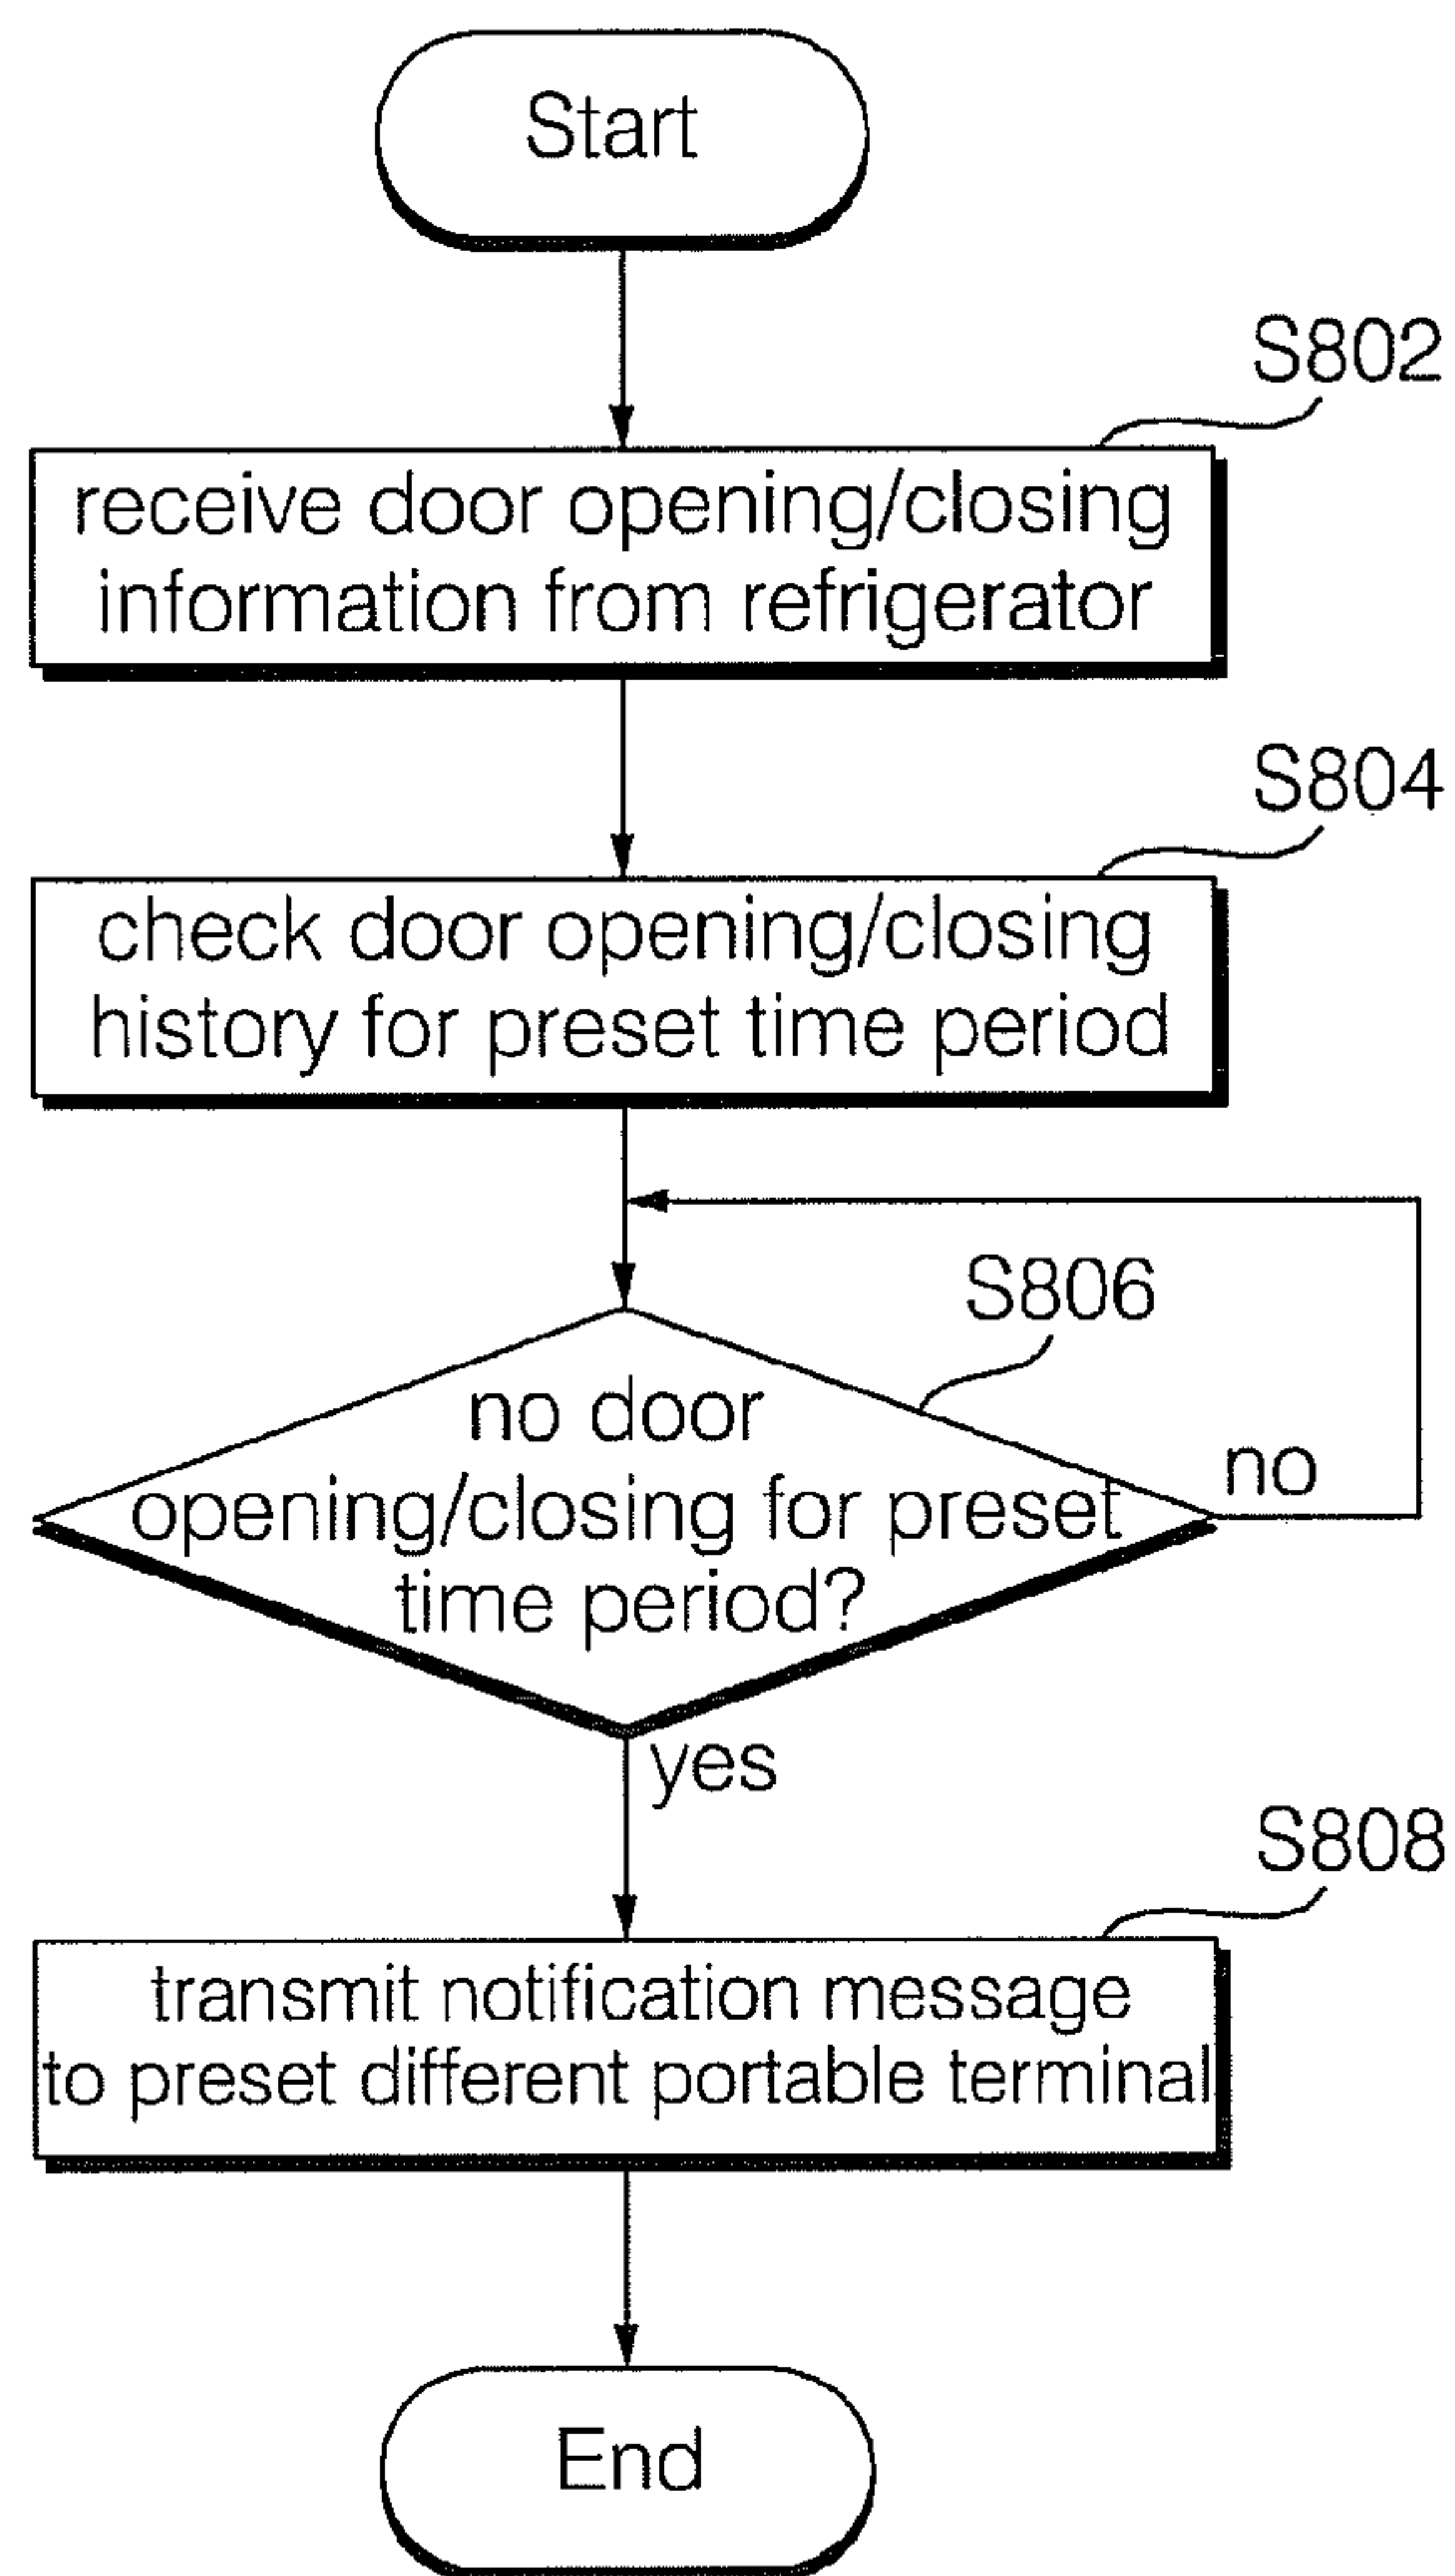 Start
S802
receive door opening/closing
information from refrigerator
S804
check door opening/closing
history for preset time period
S806
no door
opening/closing for preset
time period?
no
yes
S808
transmit notification message
to preset different portable terminal
End